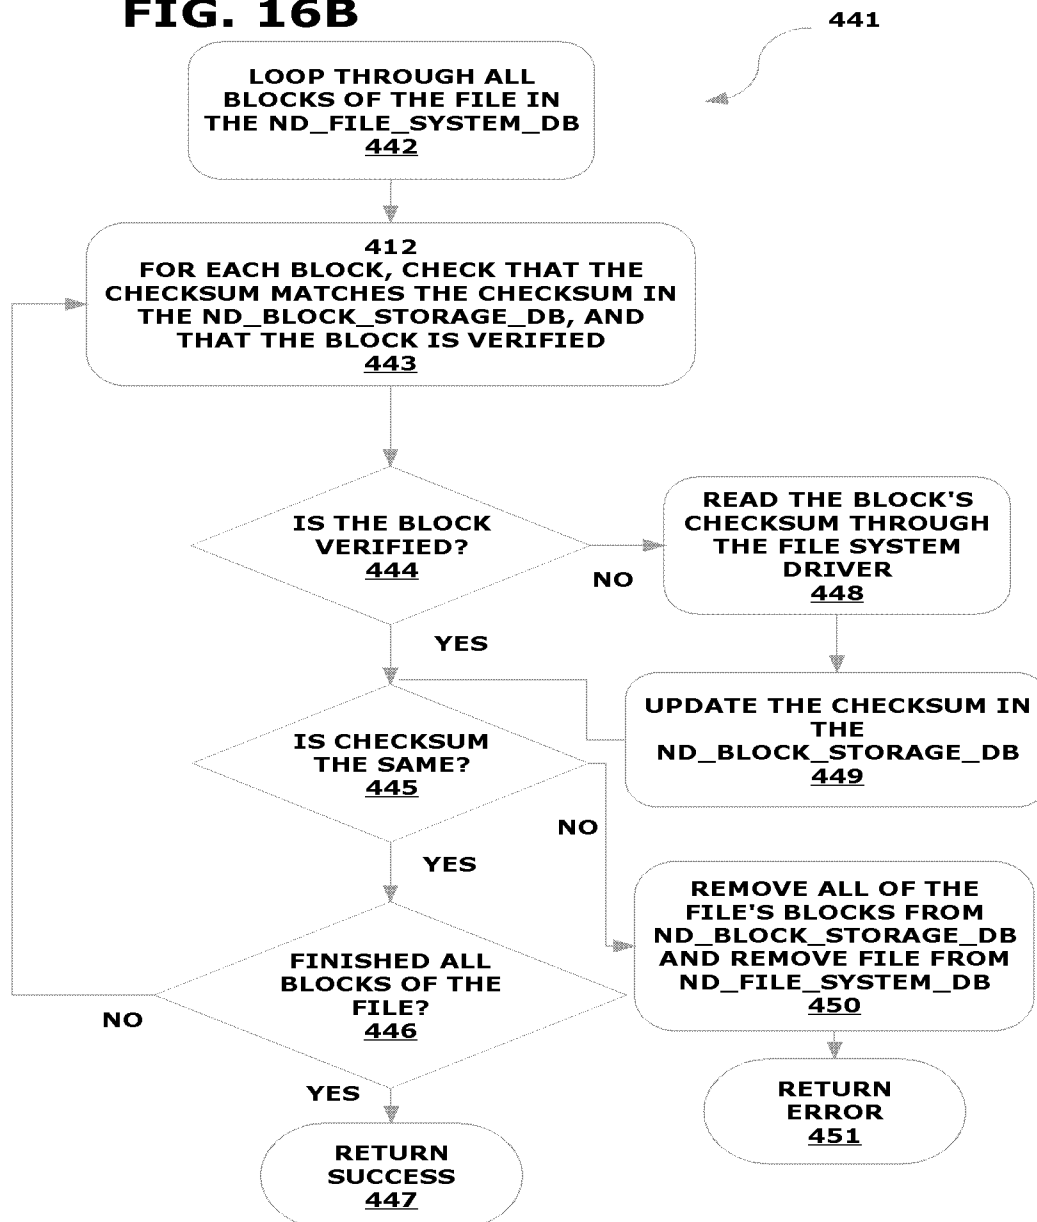 FIG. 16B
441
LOOP THROUGH ALL
BLOCKS OF THE FILE IN
THE ND_FILE_SYSTEM_DB
442
412
FOR EACH BLOCK, CHECK THAT THE
CHECKSUM MATCHES THE CHECKSUM IN
THE ND_BLOCK_STORAGE_DB, AND
THAT THE BLOCK IS VERIFIED
443
IS THE BLOCK
VERIFIED?
444
NO
READ THE BLOCK'S
CHECKSUM THROUGH
THE FILE SYSTEM
DRIVER
448
YES
UPDATE THE CHECKSUM IN
THE
ND_BLOCK_STORAGE_DB
449
IS CHECKSUM
THE SAME?
445
NO
YES
REMOVE ALL OF THE
FILE'S BLOCKS FROM
ND_BLOCK_STORAGE_DB
AND REMOVE FILE FROM
ND_FILE_SYSTEM_DB
450
FINISHED ALL
BLOCKS OF THE
FILE?
446
NO
YES
RETURN
ERROR
451
RETURN
SUCCESS
447